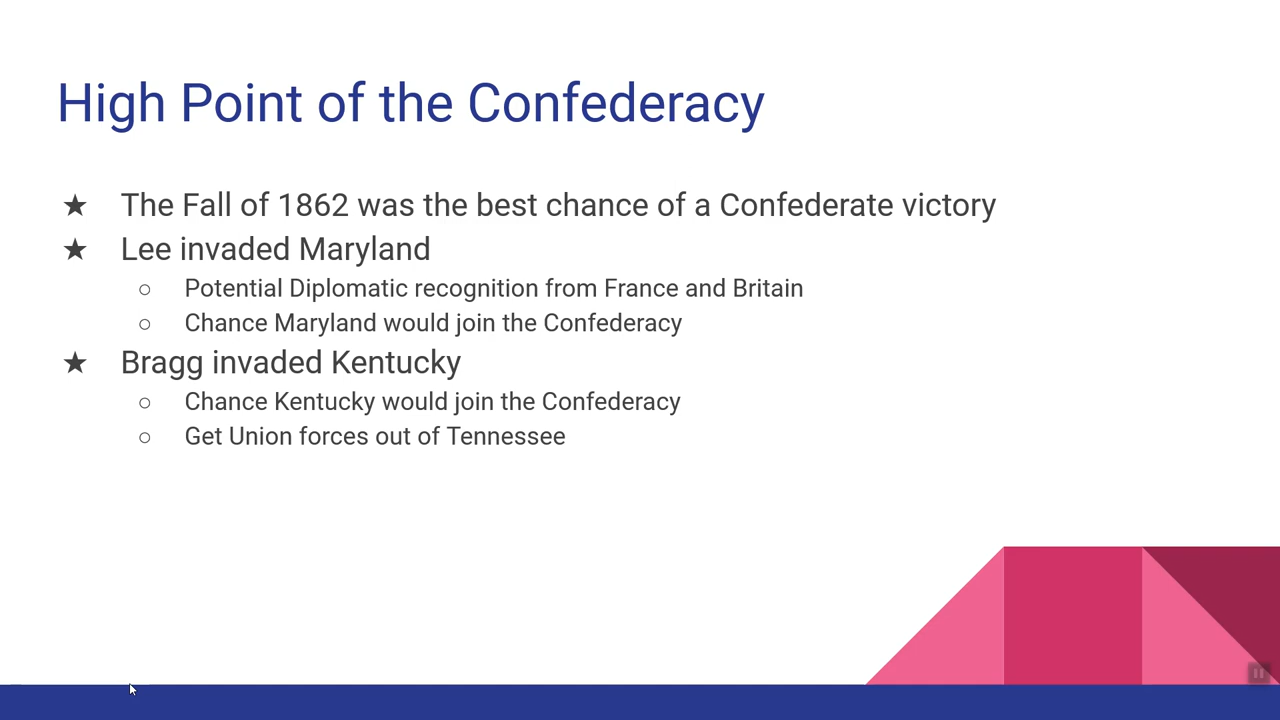 High Point of the Confederacy
★ The Fall of 1862 was the best chance of a Confederate victory
★ Lee invaded Maryland
○ Potential Diplomatic recognition from France and Britain
○ Chance Maryland would join the Confederacy
★ Bragg invaded Kentucky
○ Chance Kentucky would join the Confederacy
○ Get Union forces out of Tennessee